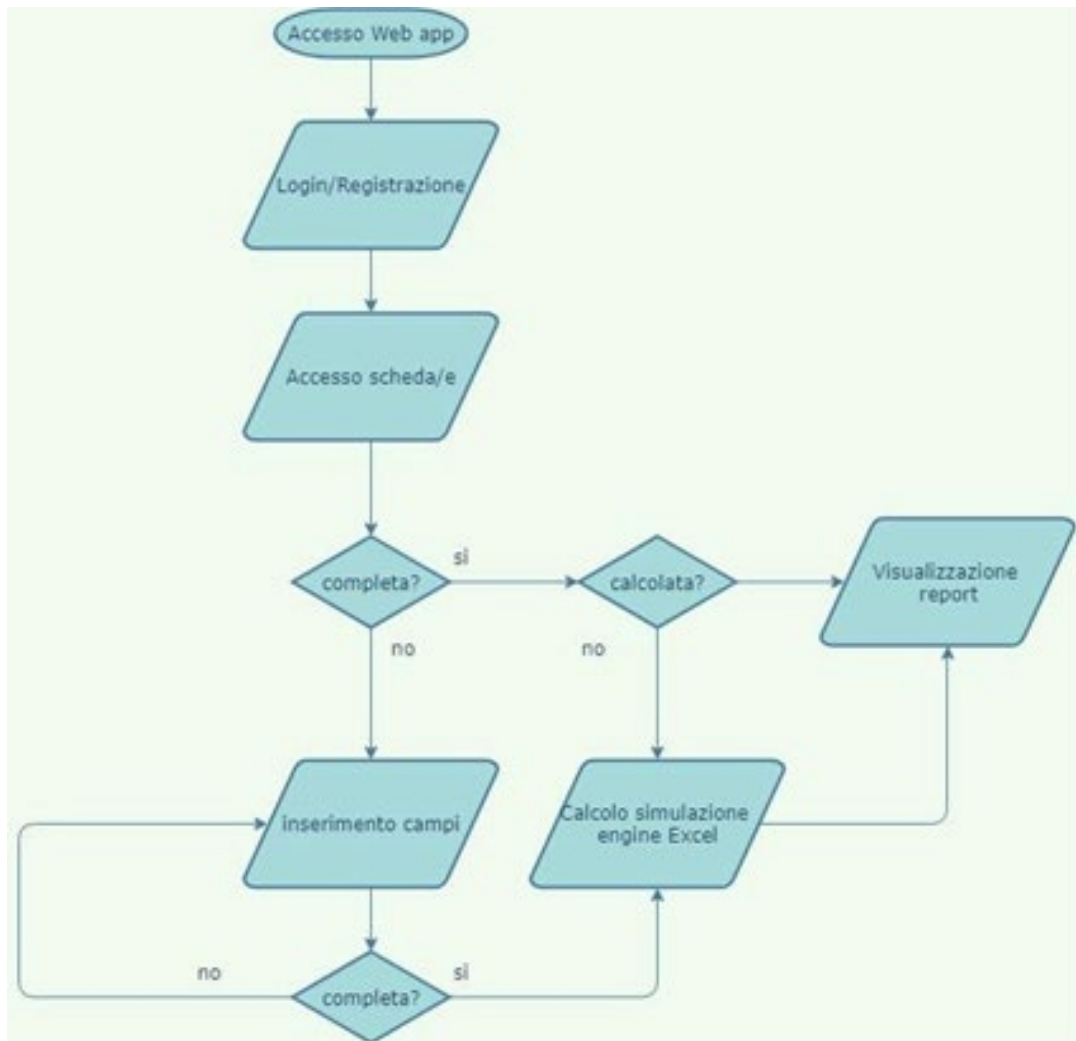 Accesso Web app
Login/Registrazione
Accesso scheda/e
completa?
si
calcolata?
Visualizzazione
report
no
no
inserimento campi
Calcolo simulazione
engine Excel
no
completa?
si